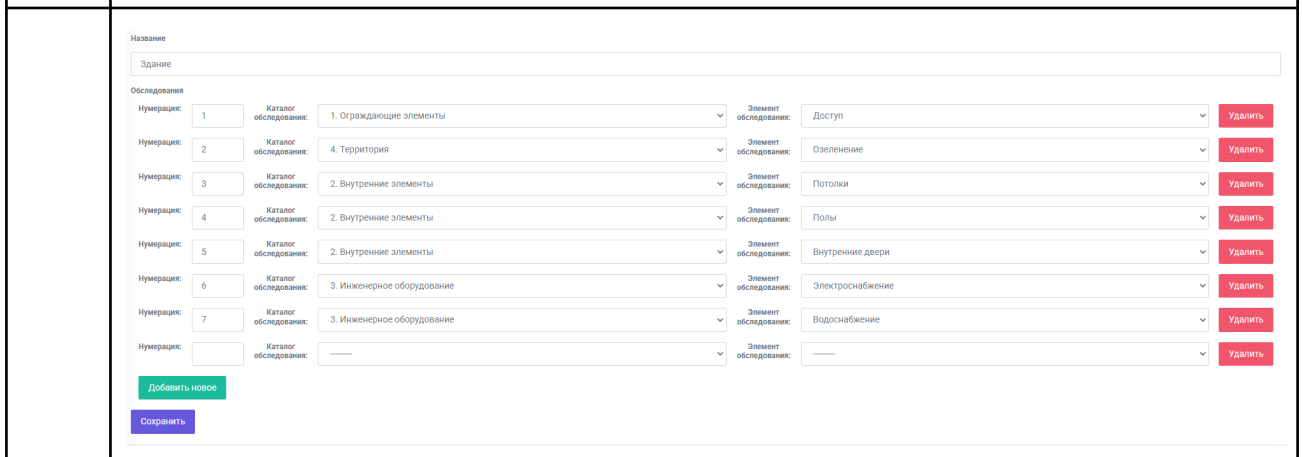 Название
Здание
Обследования
Нумерация: 1 Каталог обследования: 1. Ограждающие элементы Элемент обследования: Доступ Удалить
Нумерация: 2 Каталог обследования: 4. Территория Элемент обследования: Озеленение Удалить
Нумерация: 3 Каталог обследования: 2. Внутренние элементы Элемент обследования: Потолки Удалить
Нумерация: 4 Каталог обследования: 2. Внутренние элементы Элемент обследования: Полы Удалить
Нумерация: 5 Каталог обследования: 2. Внутренние элементы Элемент обследования: Внутренние двери Удалить
Нумерация: 6 Каталог обследования: 3. Инженерное оборудование Элемент обследования: Электроснабжение Удалить
Нумерация: 7 Каталог обследования: 3. Инженерное оборудование Элемент обследования: Водоснабжение Удалить
Нумерация: Каталог обследования: --------- Элемент обследования: --------- Удалить
Добавить новое
Сохранить